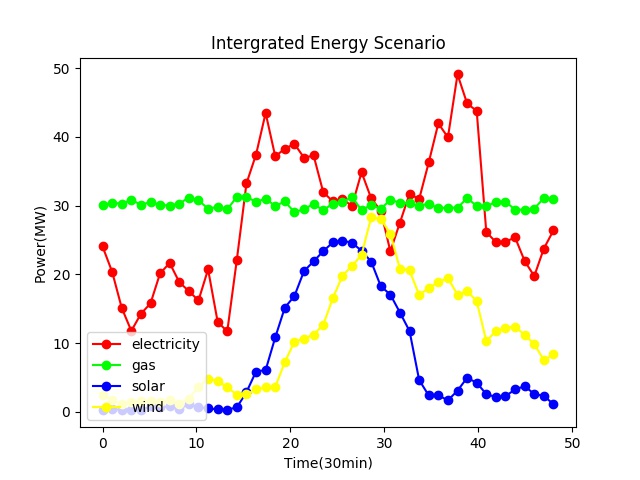 Intergrated Energy Scenario
Power(MW)
50
40
30
20
10
0
electricity
gas
solar
wind
0 10 20 30 40 50
Time(30min)